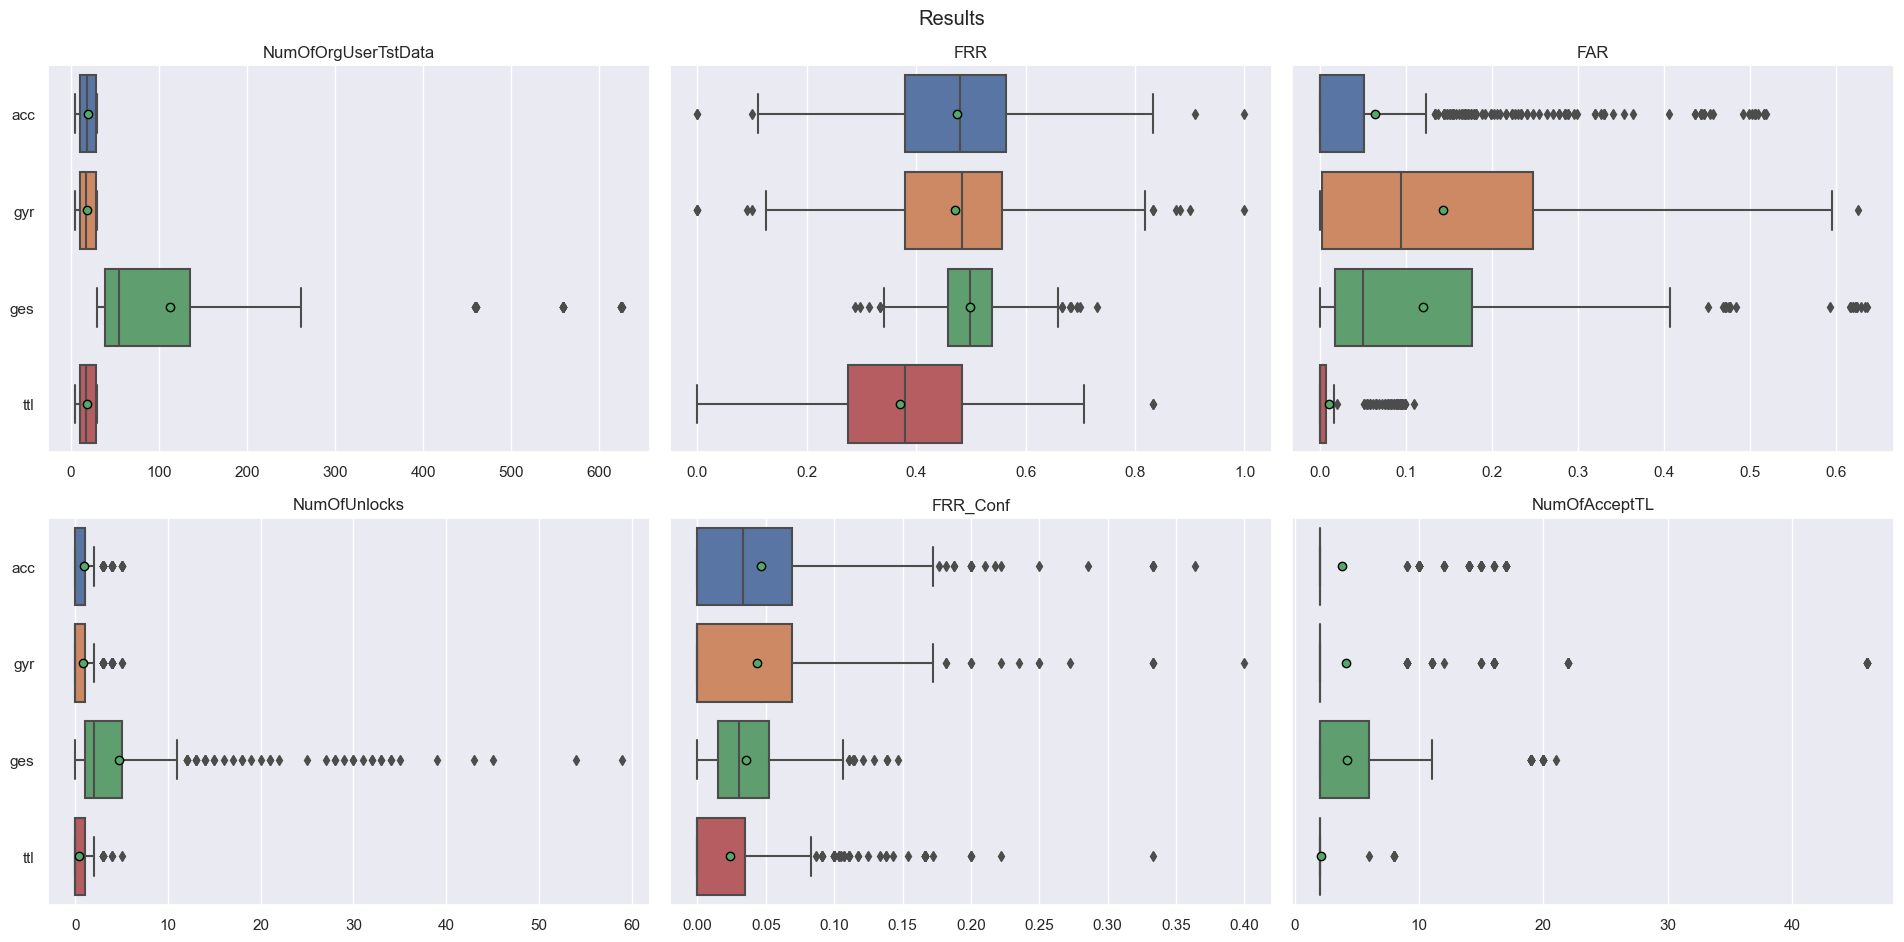 Results
NumOfOrgUserTstData FRR FAR
acc
gyr
ges
ttl
0 100 200 300 400 500 600 0.0 0.2 0.4 0.6 0.8 1.0 0.0 0.1 0.2 0.3 0.4 0.5 0.6
NumOfUnlocks FRR_Conf NumOfAcceptTL
acc
gyr
ges
ttl
0 10 20 30 40 50 60 0.00 0.05 0.10 0.15 0.20 0.25 0.30 0.35 0.40 0 10 20 30 40